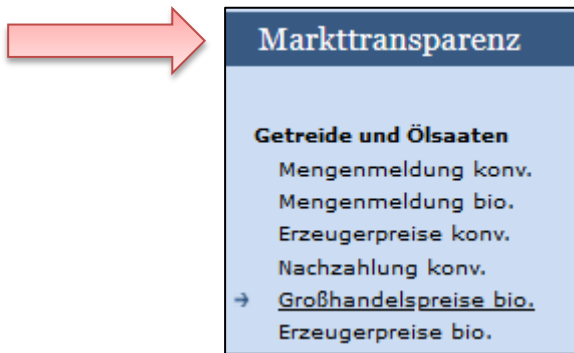 Markttransparenz
Getreide und Ölsaaten
Mengenmeldung konv.
Mengenmeldung bio.
Erzeugerpreise konv.
Nachzahlung konv.
Großhandelspreise bio.
Erzeugerpreise bio.